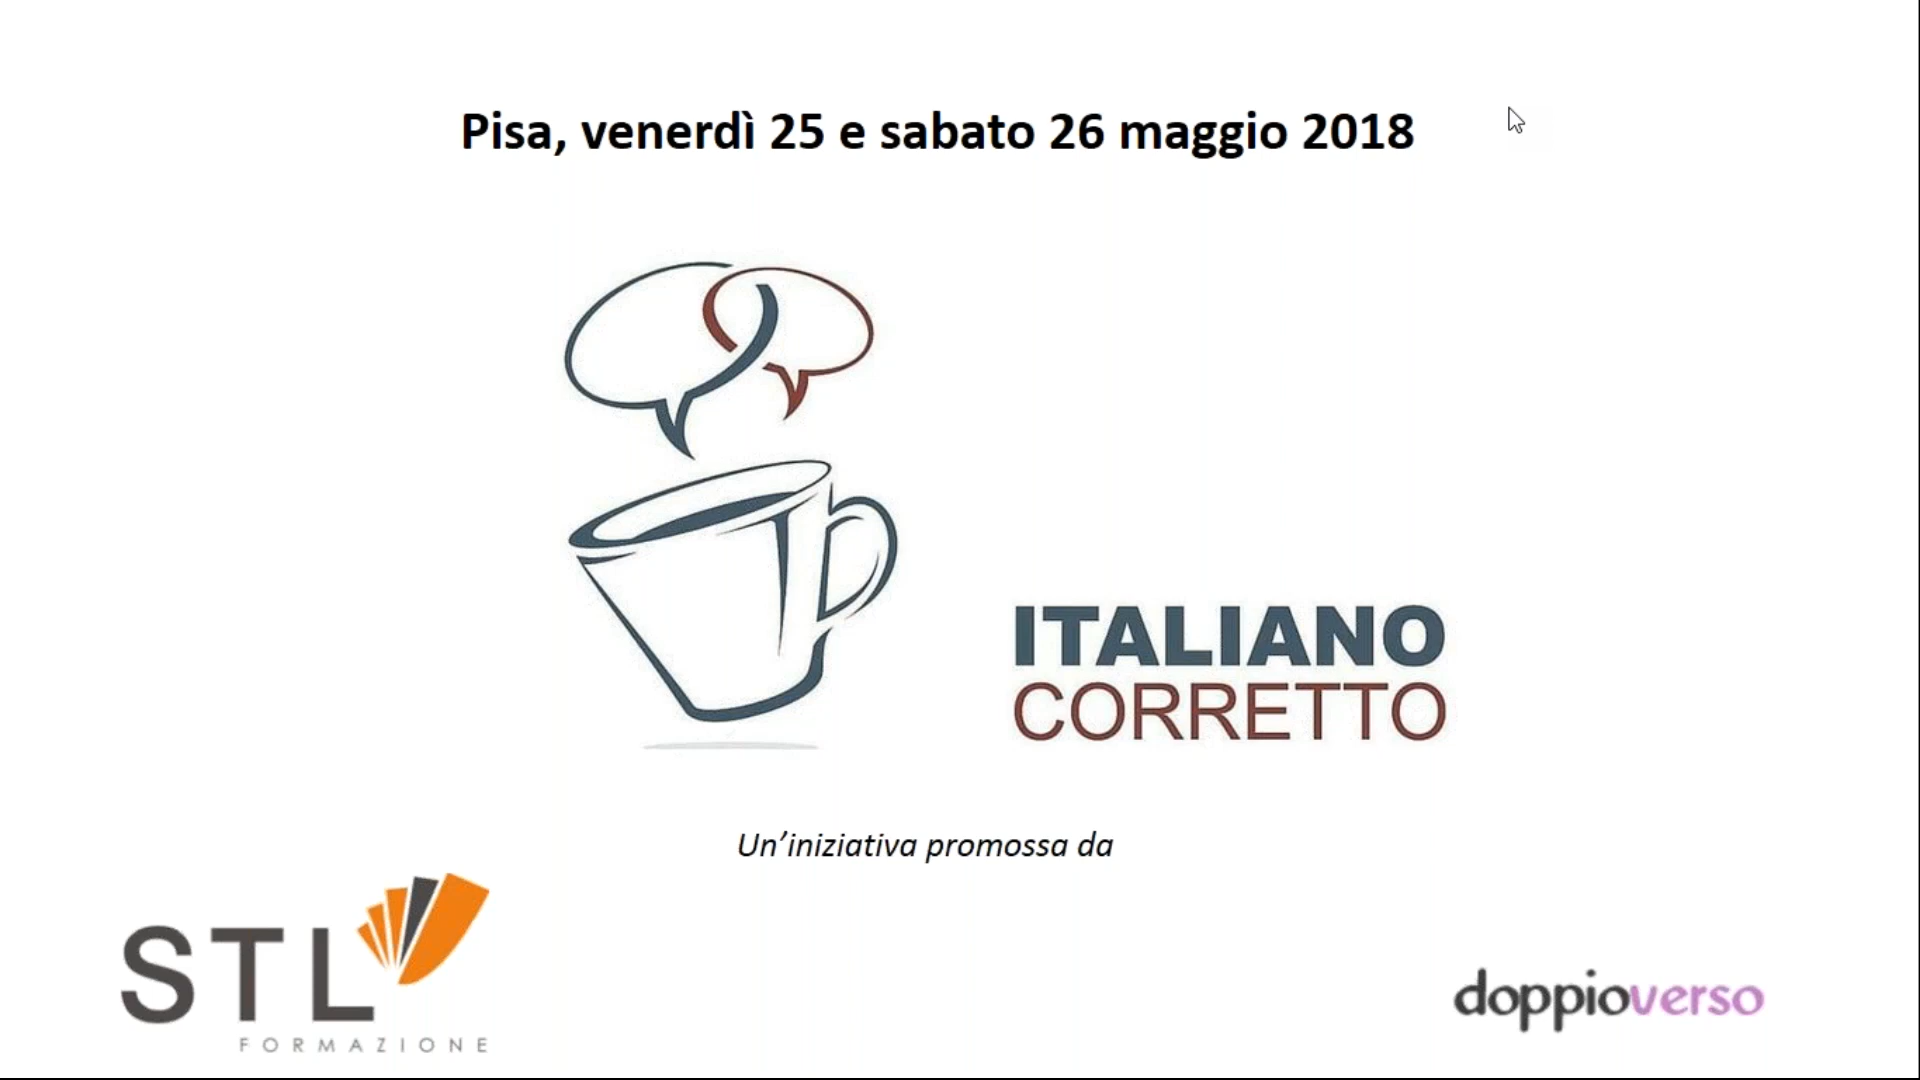 Pisa, venerdì 25 e sabato 26 maggio 2018
ITALIANO
CORRETTO
Un’iniziativa promossa da
STL
FORMAZIONE
doppioverso